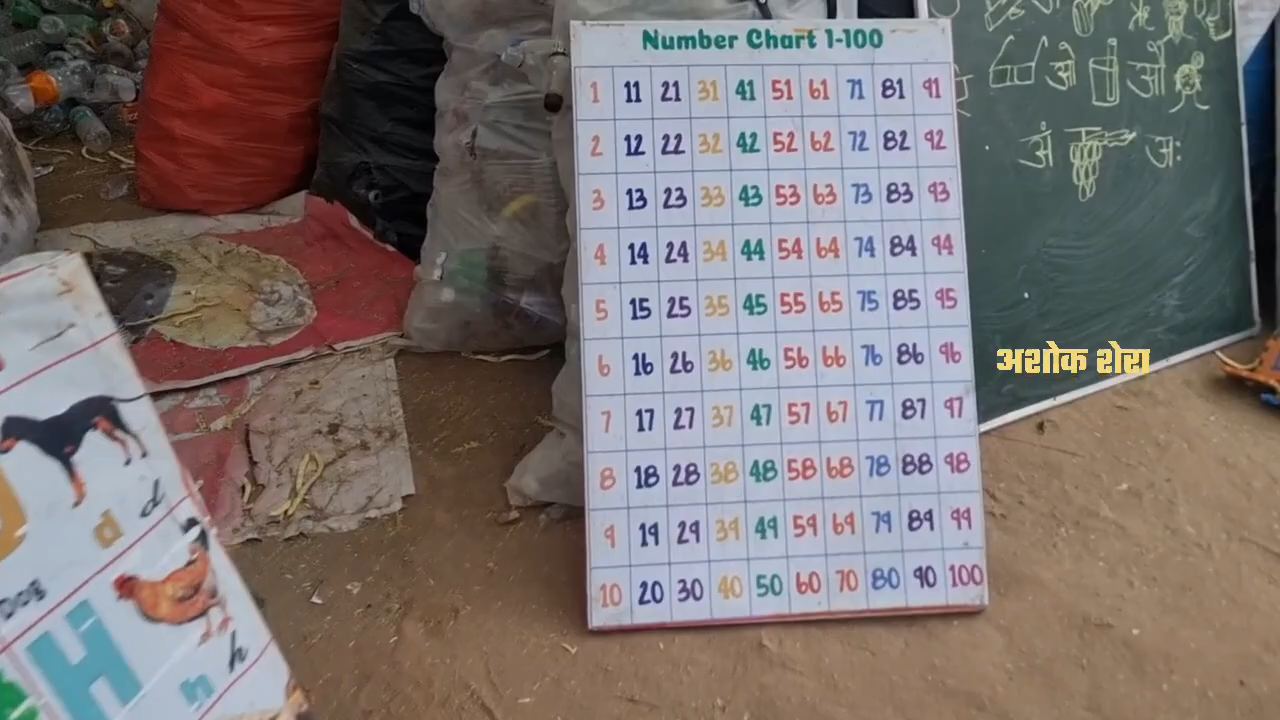 Number Chart 1-100
1 11 21 31 41 51 61 71 81 91
2 12 22 32 42 52 62 72 82 92
3 13 23 33 43 53 63 73 83 93
4 14 24 34 44 54 64 74 84 94
5 15 25 35 45 55 65 75 85 95
6 16 26 36 46 56 66 76 86 96
7 17 27 37 47 57 67 77 87 97
8 18 28 38 48 58 68 78 88 98
9 19 29 39 49 59 69 79 89 99
10 20 30 40 50 60 70 80 90 100
ओ औ
अं अः
अशोक शेरा
d d
Dog
H h h